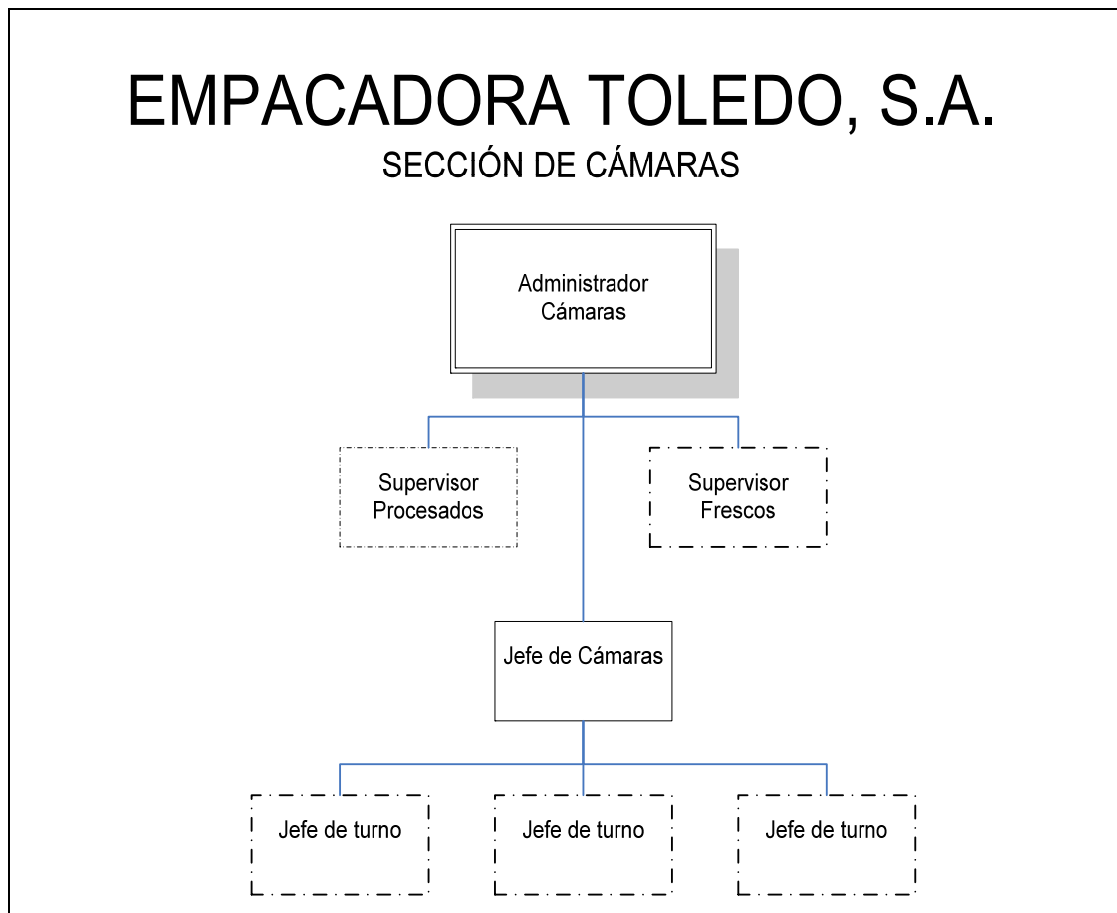 EMPACADORA TOLEDO, S.A.
SECCIÓN DE CÁMARAS
Administrador
Cámaras
Supervisor
Procesados
Supervisor
Frescos
Jefe de Cámaras
Jefe de turno
Jefe de turno
Jefe de turno